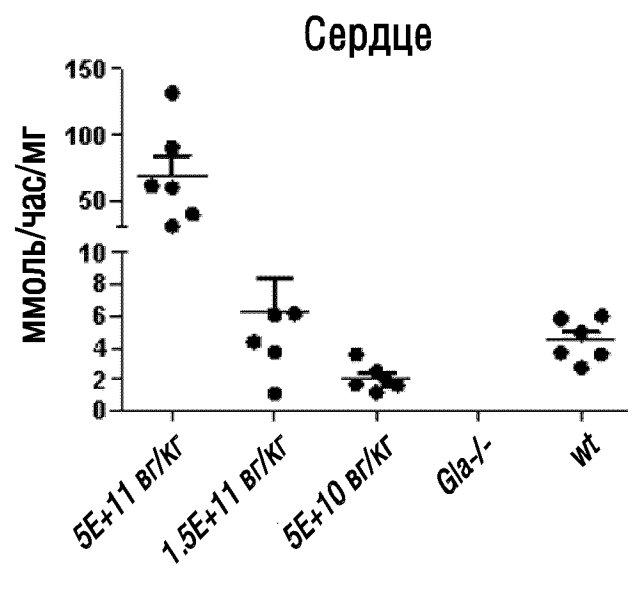 Сердце
ммоль/час/мг
150
100
50
10
8
6
4
2
0
5E+11 вг/кг
1.5E+11 вг/кг
5E+10 вг/кг
Gla-/-
wt